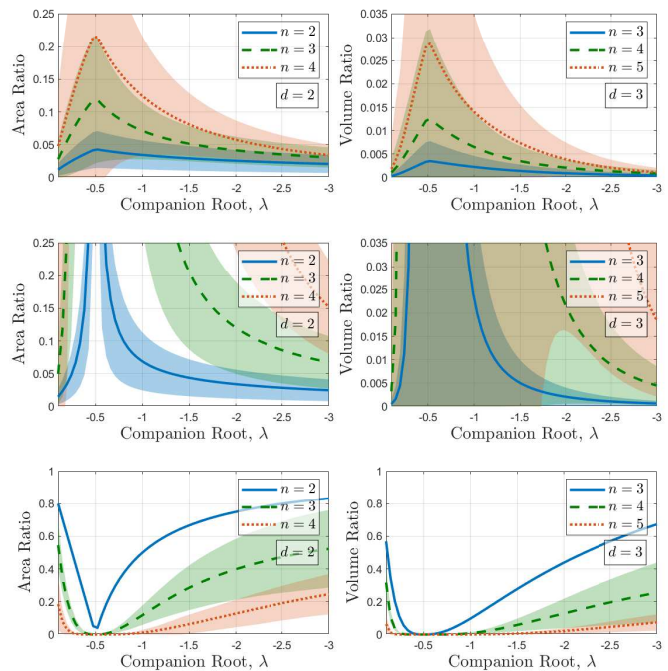 0.25
0.2
0.15
0.1
0.05
0
Area Ratio
n = 2
n = 3
n = 4
d = 2
-0.5 -1 -1.5 -2 -2.5 -3
Companion Root, λ
0.035
0.03
0.025
0.02
0.015
0.01
0.005
0
Volume Ratio
n = 3
n = 4
n = 5
d = 3
-0.5 -1 -1.5 -2 -2.5 -3
Companion Root, λ
0.25
0.2
0.15
0.1
0.05
0
Area Ratio
n = 2
n = 3
n = 4
d = 2
-0.5 -1 -1.5 -2 -2.5 -3
Companion Root, λ
0.035
0.03
0.025
0.02
0.015
0.01
0.005
0
Volume Ratio
n = 3
n = 4
n = 5
d = 3
-0.5 -1 -1.5 -2 -2.5 -3
Companion Root, λ
1
0.8
0.6
0.4
0.2
0
Area Ratio
n = 2
n = 3
n = 4
d = 2
-0.5 -1 -1.5 -2 -2.5 -3
Companion Root, λ
1
0.8
0.6
0.4
0.2
0
Volume Ratio
n = 3
n = 4
n = 5
d = 3
-0.5 -1 -1.5 -2 -2.5 -3
Companion Root, λ